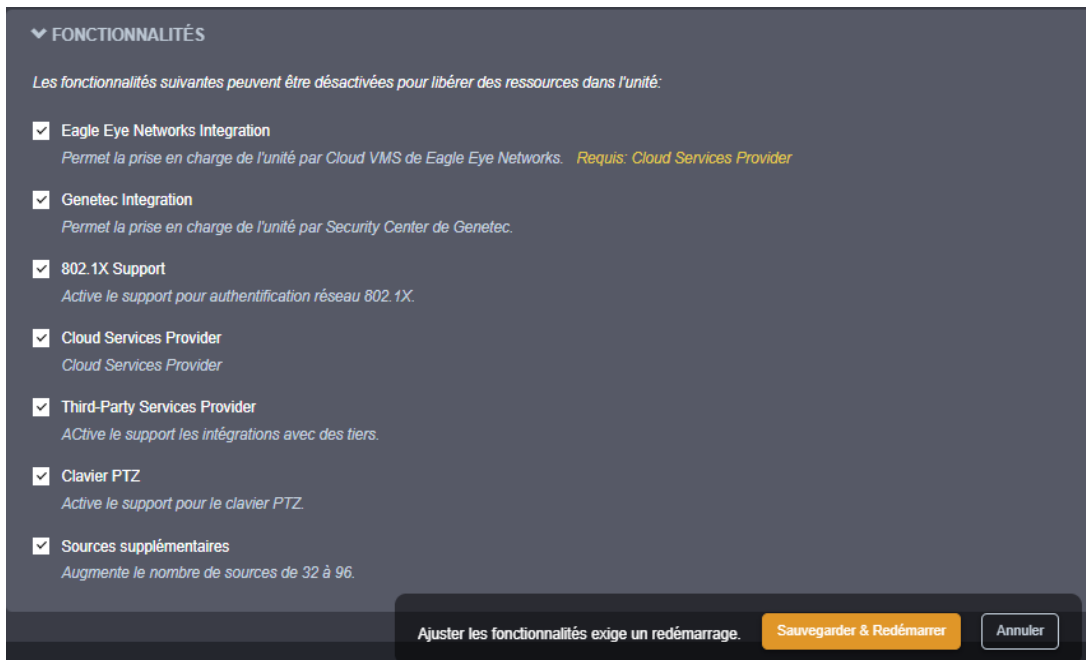 FONCTIONNALITÉS
Les fonctionnalités suivantes peuvent être désactivées pour libérer des ressources dans l'unité:
Eagle Eye Networks Integration
Permet la prise en charge de l'unité par Cloud VMS de Eagle Eye Networks. Requis: Cloud Services Provider
Genetec Integration
Permet la prise en charge de l'unité par Security Center de Genetec.
802.1X Support
Active le support pour authentification réseau 802.1X.
Cloud Services Provider
Cloud Services Provider
Third-Party Services Provider
ACtive le support les intégrations avec des tiers.
Clavier PTZ
Active le support pour le clavier PTZ.
Sources supplémentaires
Augmente le nombre de sources de 32 à 96.
Ajuster les fonctionnalités exige un redémarrage. Sauvegarder & Redémarrer Annuler